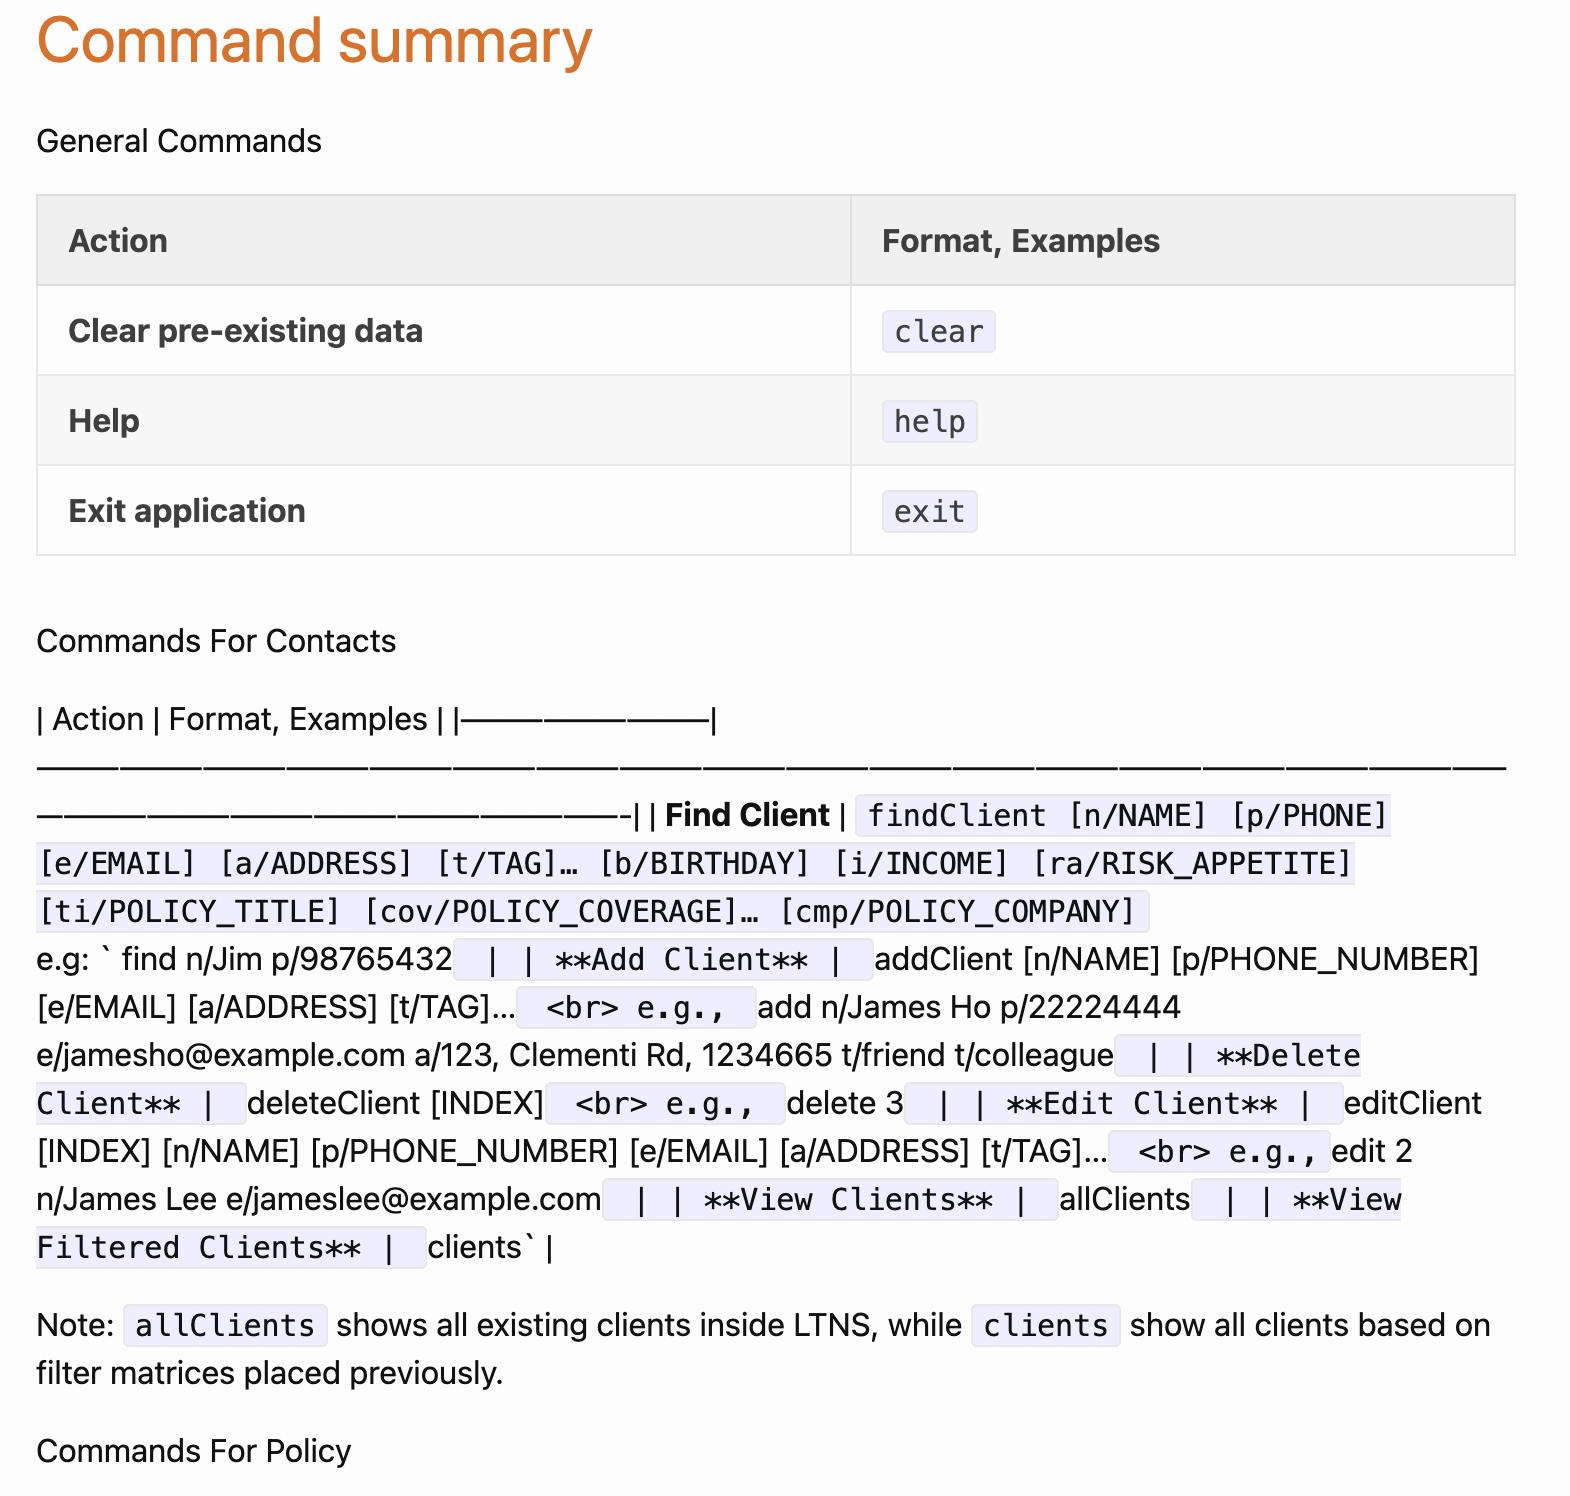 Command summary
General Commands
Action Format, Examples
Clear pre-existing data clear
Help help
Exit application exit
Commands For Contacts
| Action | Format, Examples | |———————————|
——————————————————————————————————————————————————————
——————————————————————-| | Find Client | findClient [n/NAME] [p/PHONE]
[e/EMAIL] [a/ADDRESS] [t/TAG]… [b/BIRTHDAY] [i/INCOME] [ra/RISK_APPETITE]
[ti/POLICY_TITLE] [cov/POLICY_COVERAGE]… [cmp/POLICY_COMPANY]
e.g: ` find n/Jim p/98765432 | | **Add Client** | addClient [n/NAME] [p/PHONE_NUMBER]
[e/EMAIL] [a/ADDRESS] [t/TAG]… <br> e.g., add n/James Ho p/22224444
e/jamesho@example.com a/123, Clementi Rd, 1234665 t/friend t/colleague | | **Delete
Client** | deleteClient [INDEX] <br> e.g., delete 3 | | **Edit Client** | editClient
[INDEX] [n/NAME] [p/PHONE_NUMBER] [e/EMAIL] [a/ADDRESS] [t/TAG]… <br> e.g., edit 2
n/James Lee e/jameslee@example.com | | **View Clients** | allClients | | **View
Filtered Clients** | clients` |
Note: allClients shows all existing clients inside LTNS, while clients show all clients based on
filter matrices placed previously.
Commands For Policy